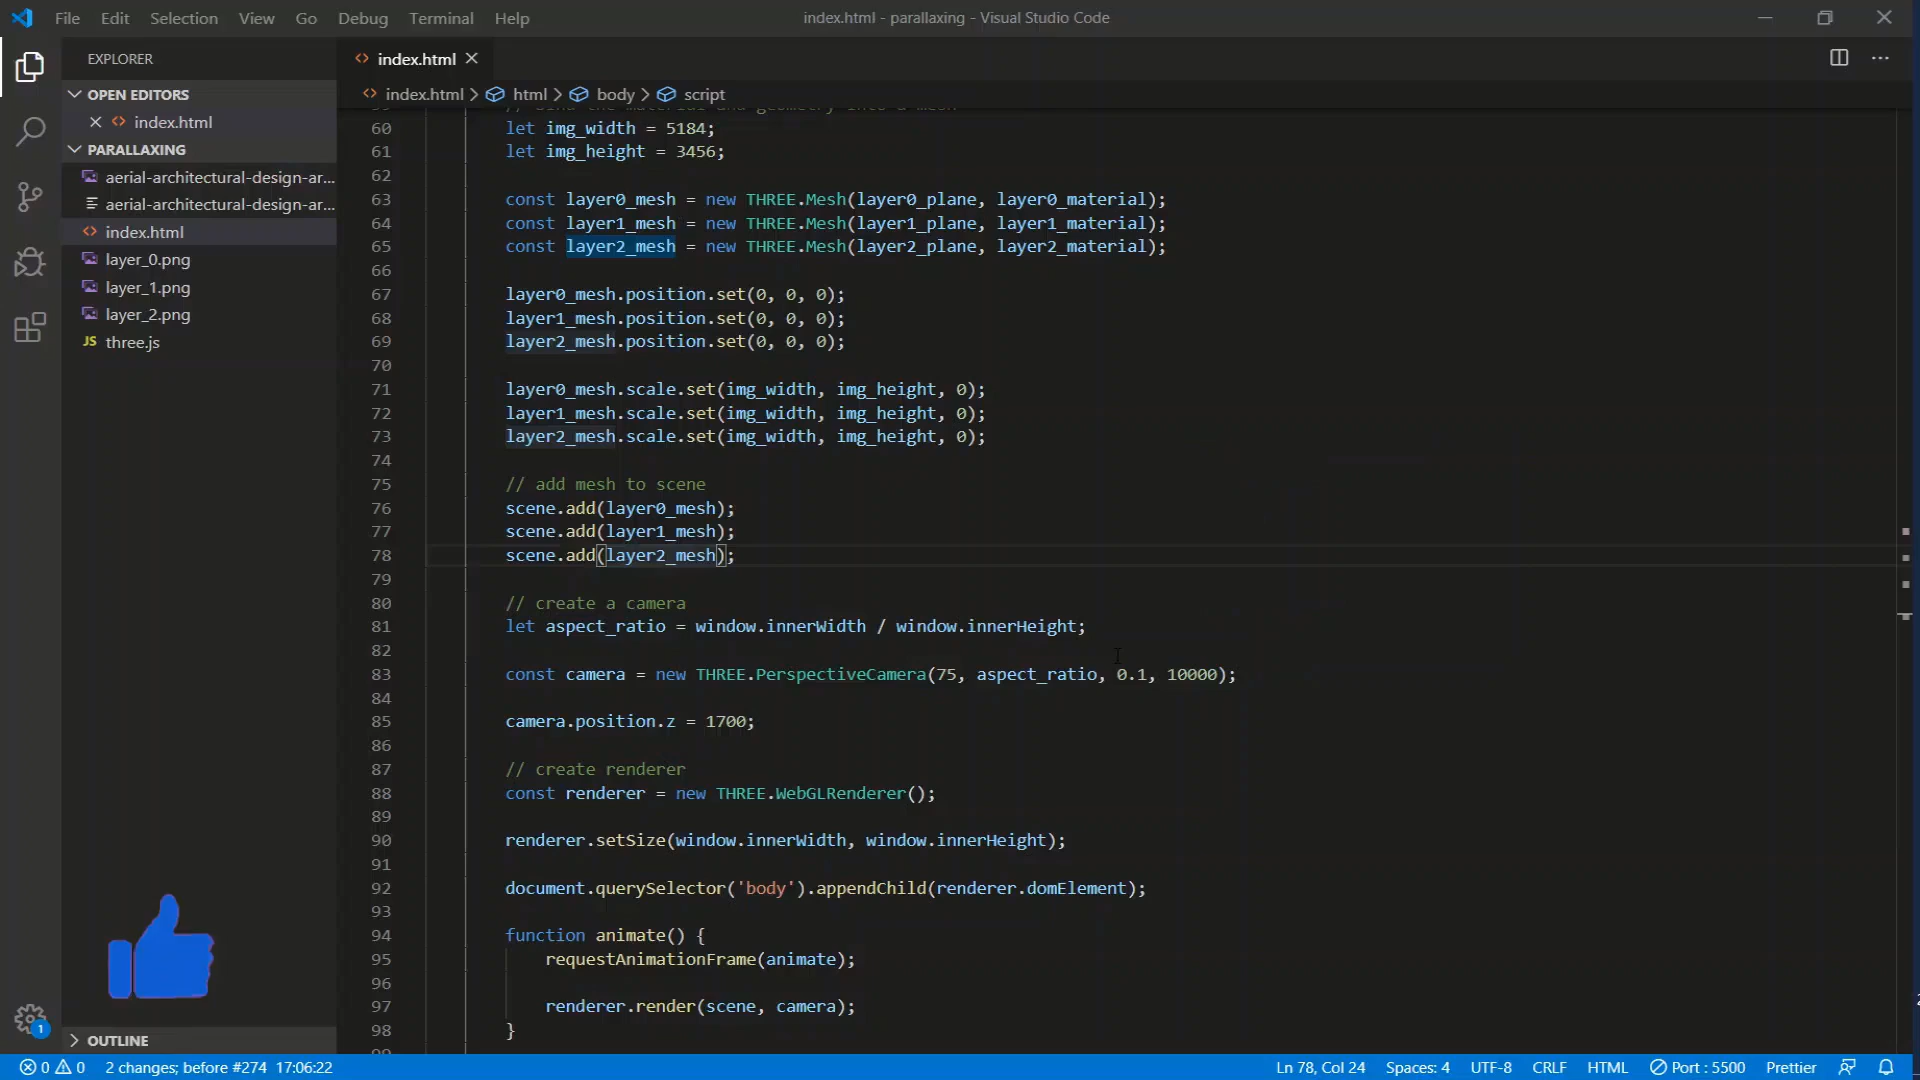 File Edit Selection View Go Debug Terminal Help
index.html - parallaxing - Visual Studio Code
EXPLORER
OPEN EDITORS
index.html
PARALLAXING
aerial-architectural-design-ar...
aerial-architectural-design-ar...
index.html
layer_0.png
layer_1.png
layer_2.png
JS three.js
OUTLINE
index.html
index.html > html > body > script
60 let img_width = 5184;
61 let img_height = 3456;
62
63 const layer0_mesh = new THREE.Mesh(layer0_plane, layer0_material);
64 const layer1_mesh = new THREE.Mesh(layer1_plane, layer1_material);
65 const layer2_mesh = new THREE.Mesh(layer2_plane, layer2_material);
66
67 layer0_mesh.position.set(0, 0, 0);
68 layer1_mesh.position.set(0, 0, 0);
69 layer2_mesh.position.set(0, 0, 0);
70
71 layer0_mesh.scale.set(img_width, img_height, 0);
72 layer1_mesh.scale.set(img_width, img_height, 0);
73 layer2_mesh.scale.set(img_width, img_height, 0);
74
75 // add mesh to scene
76 scene.add(layer0_mesh);
77 scene.add(layer1_mesh);
78 scene.add(layer2_mesh);
79
80 // create a camera
81 let aspect_ratio = window.innerWidth / window.innerHeight;
82
83 const camera = new THREE.PerspectiveCamera(75, aspect_ratio, 0.1, 10000);
84
85 camera.position.z = 1700;
86
87 // create renderer
88 const renderer = new THREE.WebGLRenderer();
89
90 renderer.setSize(window.innerWidth, window.innerHeight);
91
92 document.querySelector('body').appendChild(renderer.domElement);
93
94 function animate() {
95 requestAnimationFrame(animate);
96
97 renderer.render(scene, camera);
98 }
1
0 0 2 changes; before #274 17:06:22 Ln 78, Col 24 Spaces: 4 UTF-8 CRLF HTML Port : 5500 Prettier